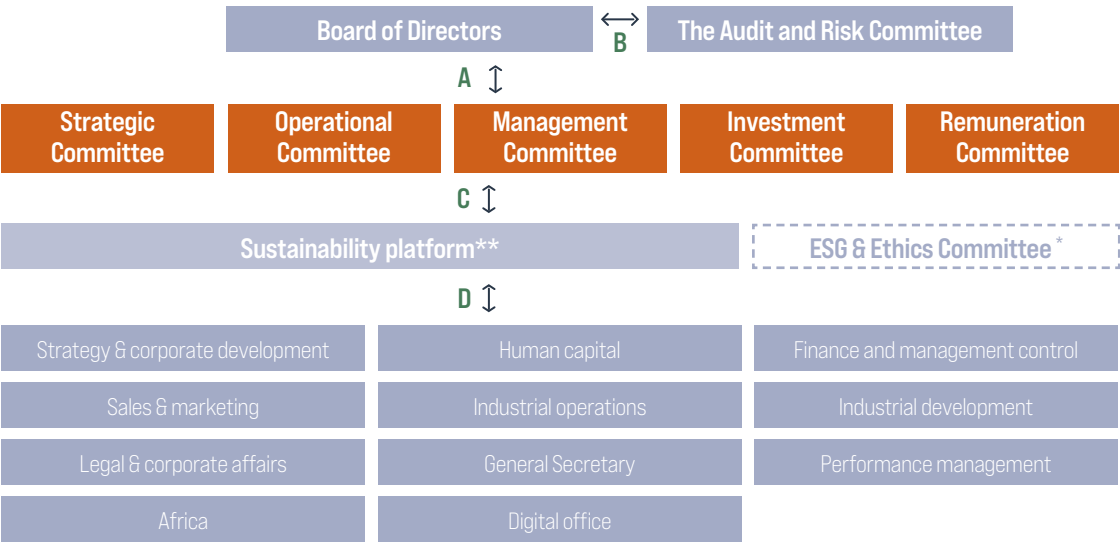 Board of Directors
B
The Audit and Risk Committee
A
Strategic
Committee
Operational
Committee
Management
Committee
Investment
Committee
Remuneration
Committee
C
Sustainability platform**
ESG & Ethics Committee *
D
Strategy & corporate development
Human capital
Finance and management control
Sales & marketing
Industrial operations
Industrial development
Legal & corporate affairs
General Secretary
Performance management
Africa
Digital office